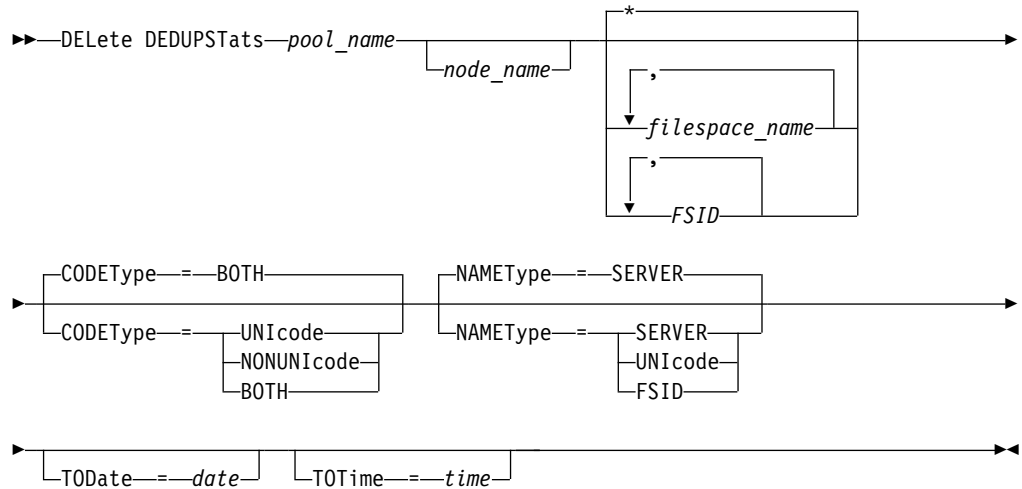 *
DELete DEDUPSTats pool_name
node_name
,
filespace_name
,
FSID
CODEType = BOTH NAMEType = SERVER
CODEType = UNIcode NAMEType = SERVER
NONUNIcode UNIcode
BOTH FSID
TODate = date TOTime = time